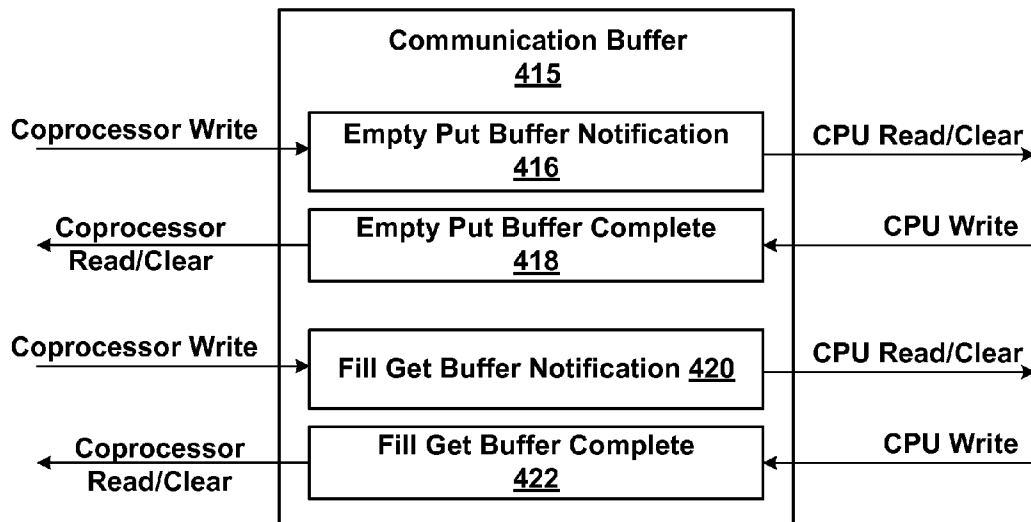 Communication Buffer
415
Coprocessor Write
Empty Put Buffer Notification
416
CPU Read/Clear
Coprocessor
Read/Clear
Empty Put Buffer Complete
418
CPU Write
Coprocessor Write
Fill Get Buffer Notification 420
CPU Read/Clear
Coprocessor
Read/Clear
Fill Get Buffer Complete
422
CPU Write